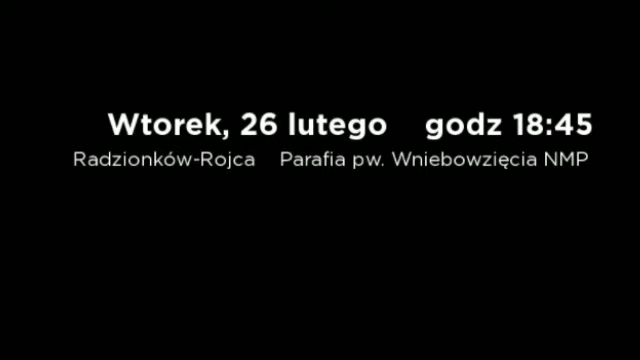 Wtorek, 26 lutego godz 18:45
Radzionków-Rojca Parafia pw. Wniebowzięcia NMP